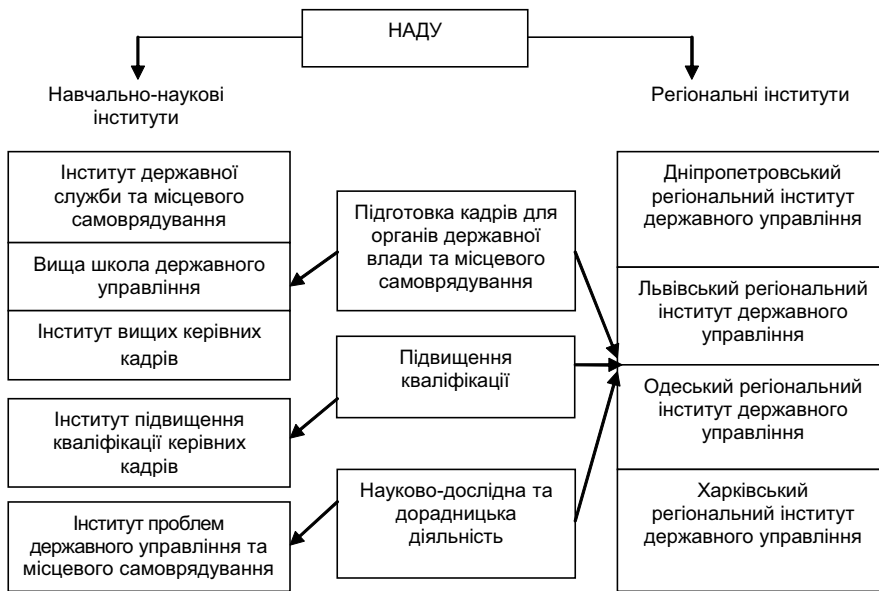 НАДУ
Навчально-наукові
інститути
Регіональні інститути
Інститут державної
служби та місцевого
самоврядування
Вища школа державного
управління
Інститут вищих керівних
кадрів
Інститут підвищення
кваліфікації керівних
кадрів
Інститут проблем
державного управління та
місцевого самоврядування
Підготовка кадрів для
органів державної
влади та місцевого
самоврядування
Підвищення
кваліфікації
Науково-дослідна та
дорадницька
діяльність
Дніпропетровський
регіональний інститут
державного управління
Львівський регіональний
інститут державного
управління
Одеський регіональний
інститут державного
управління
Харківський
регіональний інститут
державного управління